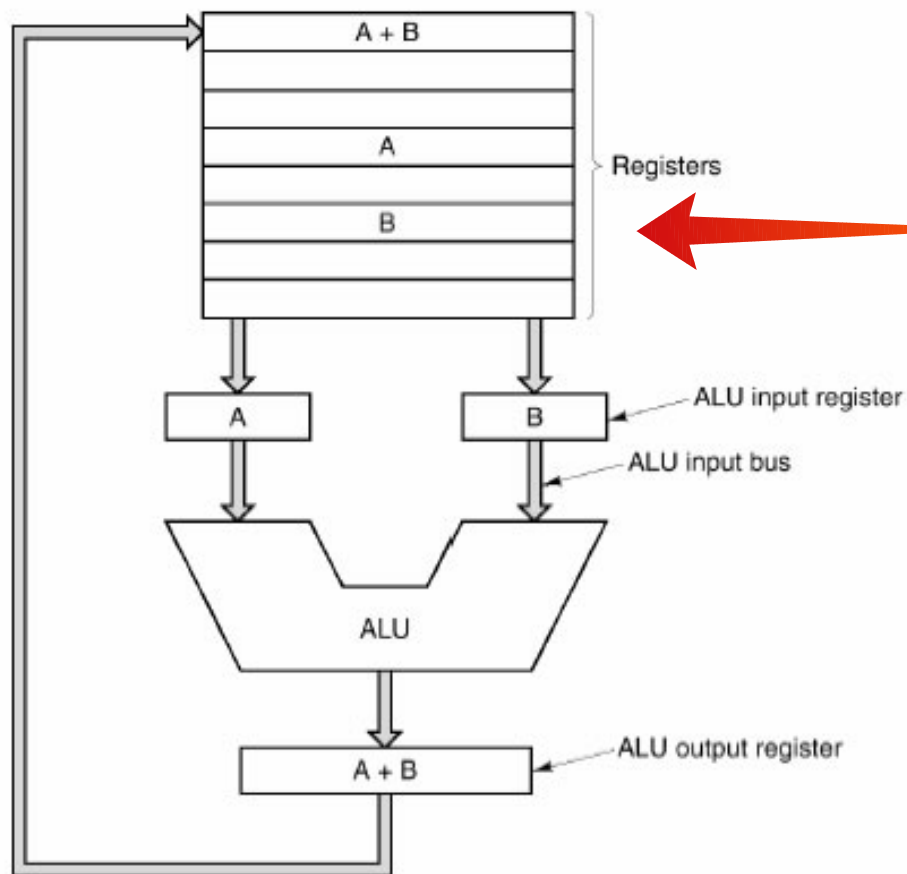 A + B
A
Registers
B
A
B
ALU input register
ALU input bus
ALU
ALU output register
A + B